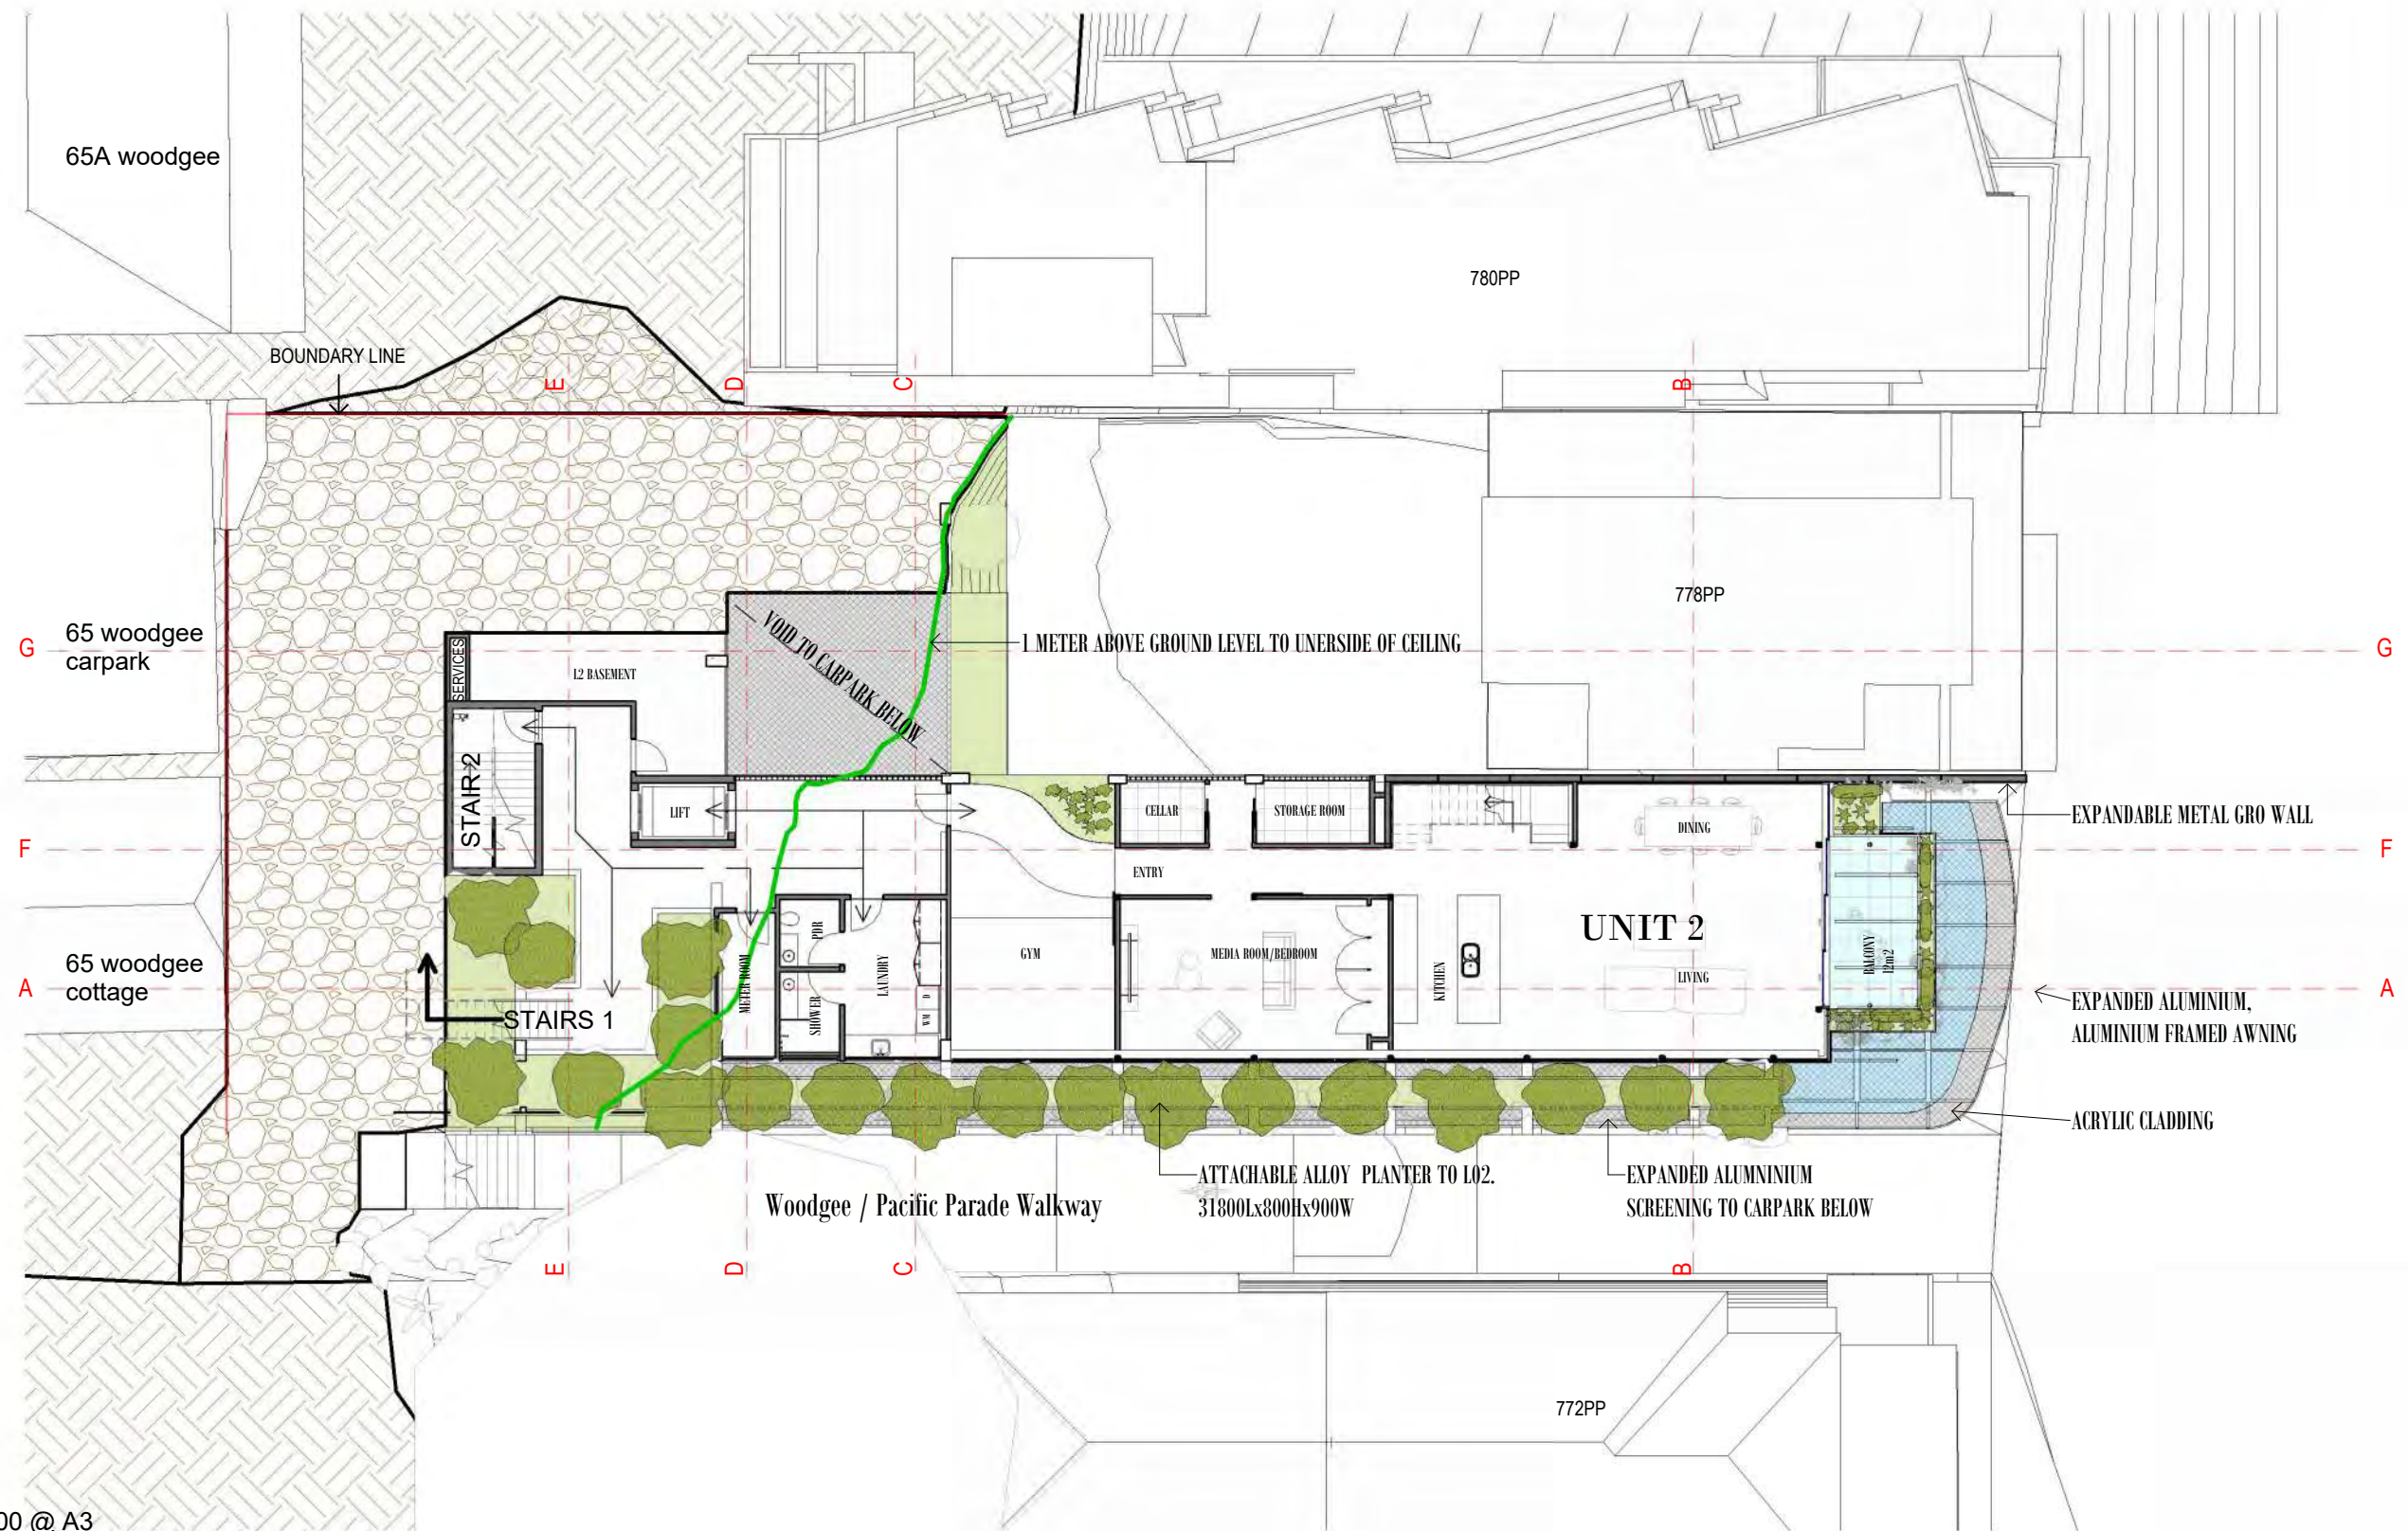 65A woodgee
780PP
BOUNDARY LINE
E
D
C
B
65 woodgee
carpark
G
SERVICES
L2 BASEMENT
VOID TO CARPARK BELOW
1 METER ABOVE GROUND LEVEL TO UNERSIDE OF CEILING
778PP
G
STAIR 2
LIFT
CELLAR
STORAGE ROOM
DINING
EXPANDABLE METAL GRO WALL
F
F
ENTRY
UNIT 2
65 woodgee
cottage
A
METER ROOM
PDR
SHOWER
LAUNDRY
D
WM
GYM
MEDIA ROOM/BEDROOM
KITCHEN
LIVING
BALCONY
12m2
A
EXPANDED ALUMINIUM,
ALUMINIUM FRAMED AWNING
STAIRS 1
ACRYLIC CLADDING
Woodgee / Pacific Parade Walkway
ATTACHABLE ALLOY PLANTER TO L02.
31800Lx800Hx900W
EXPANDED ALUMNINIUM
SCREENING TO CARPARK BELOW
E
D
C
B
772PP
00 @ A3